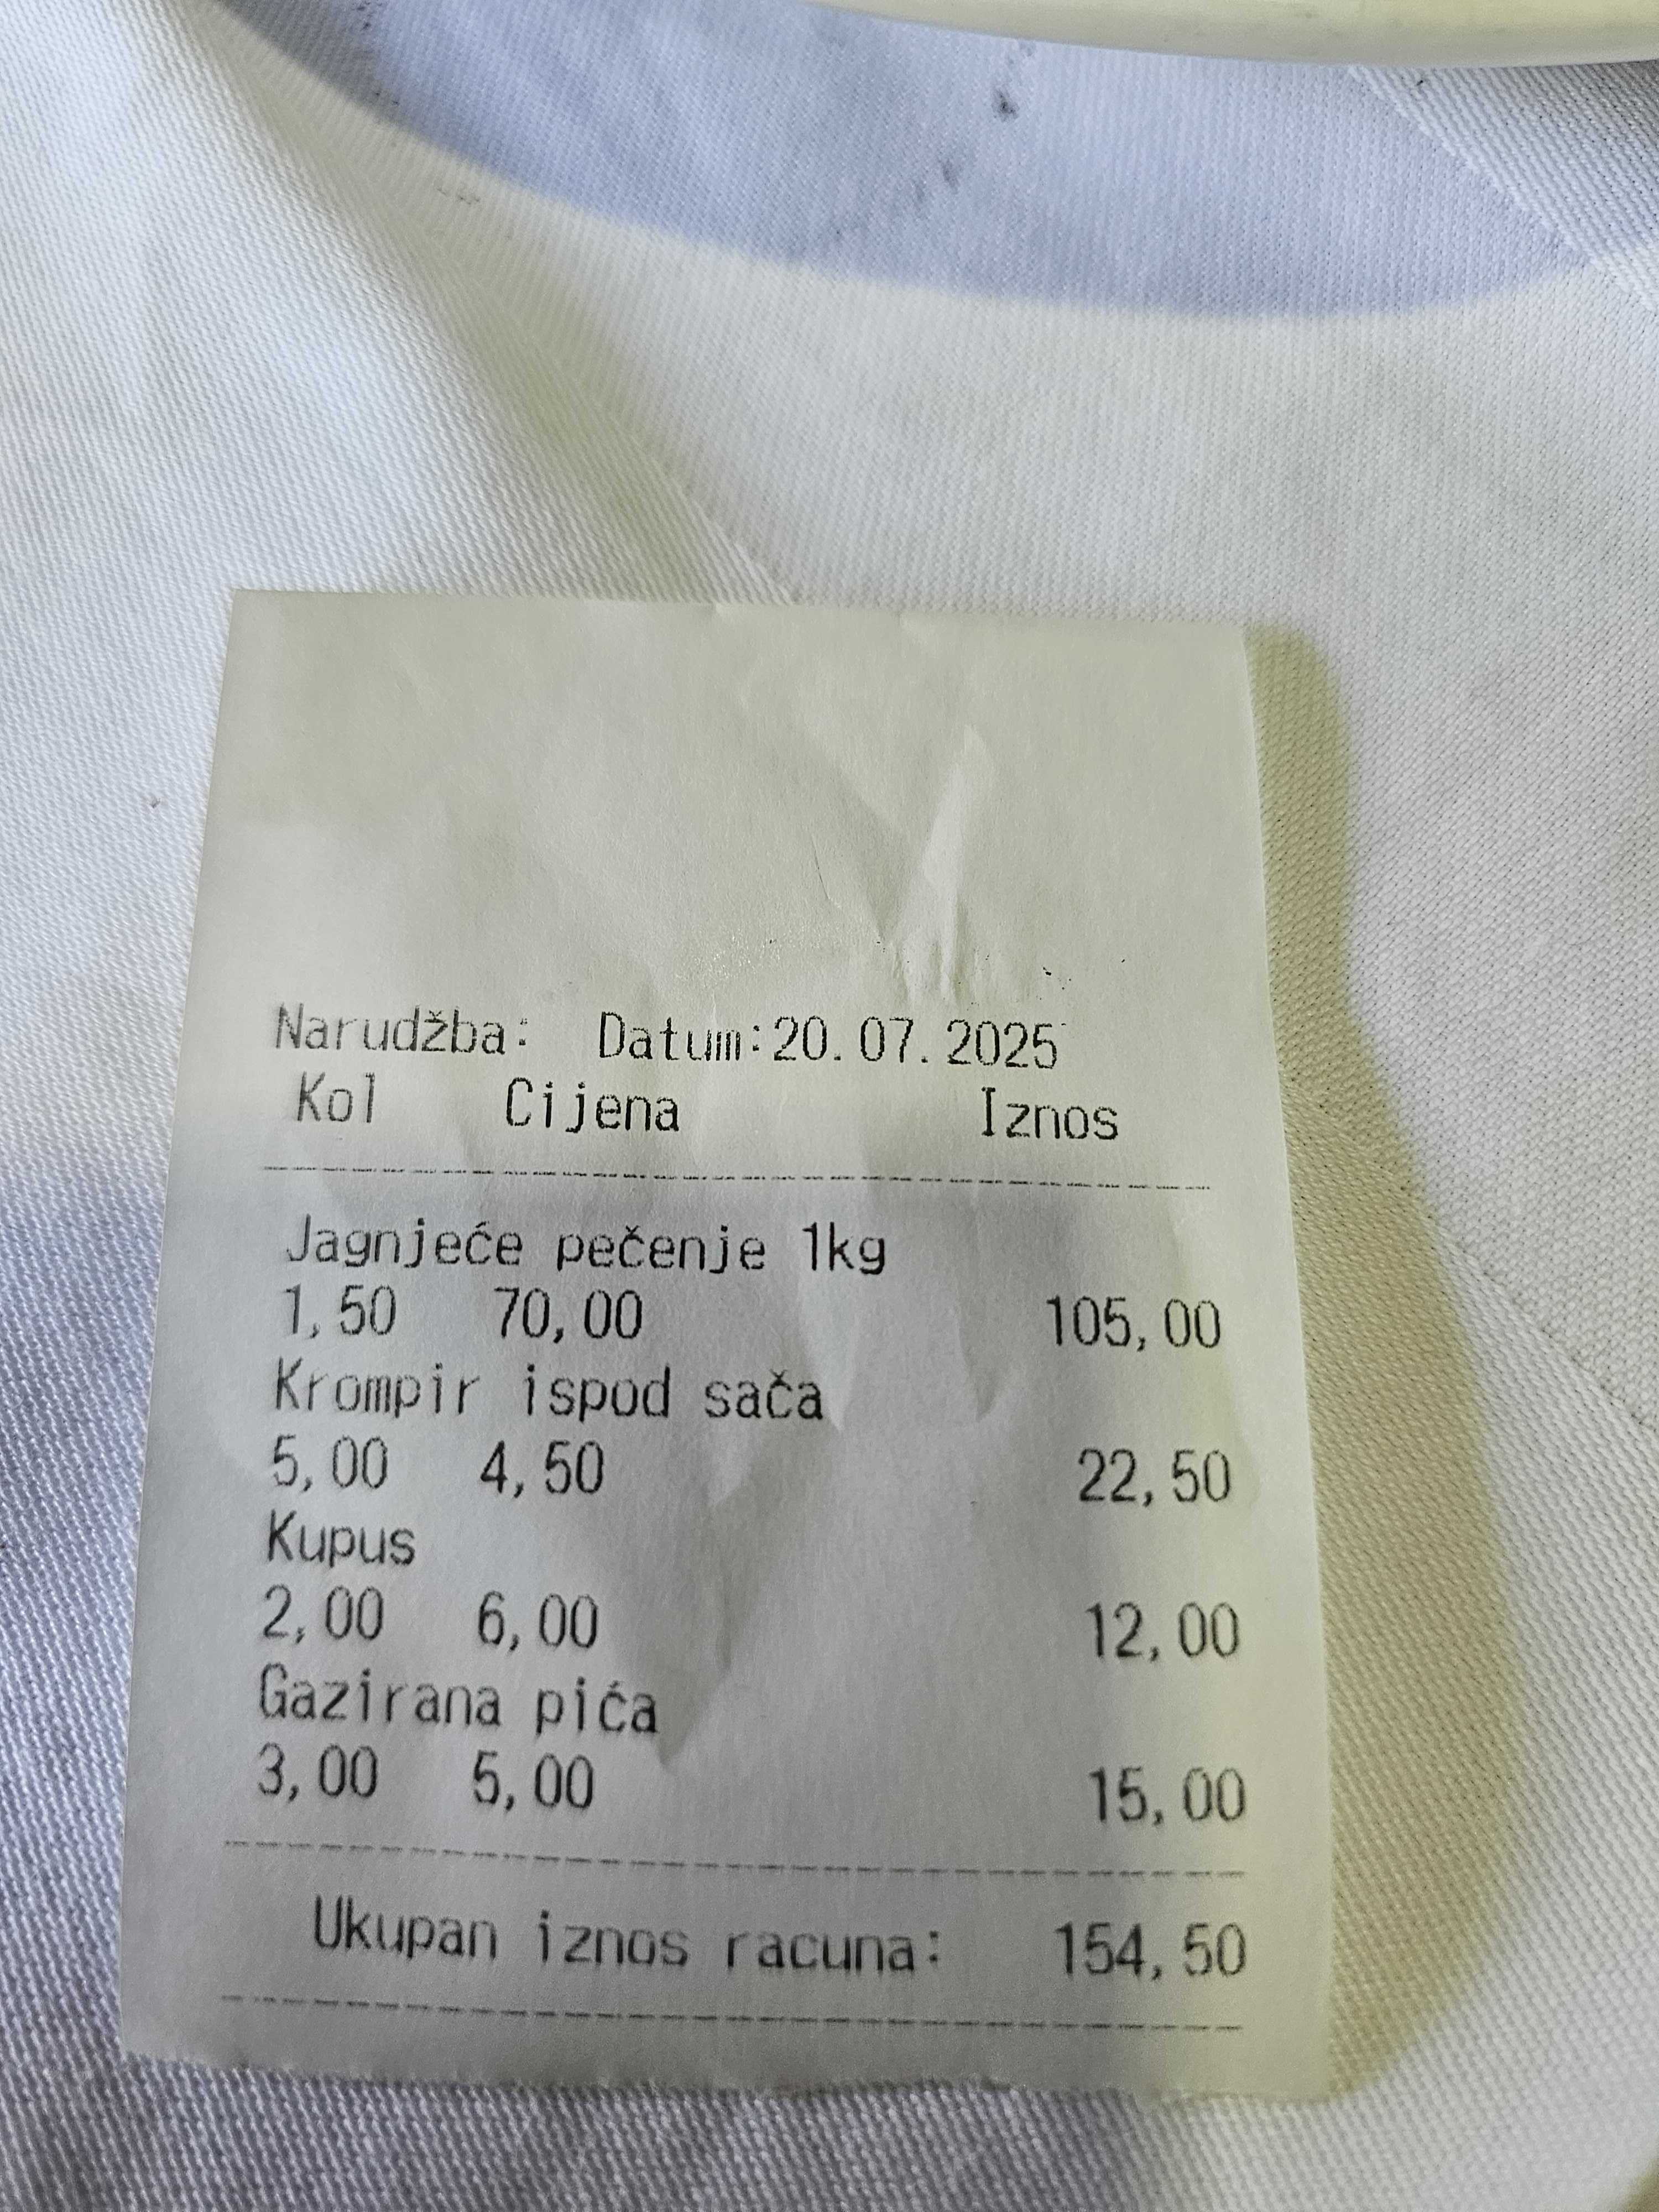 Narudžba: Datum:20.07.2025
Kol Cijena Iznos
Jagnjeće pečenje 1kg
1,50 70,00 105,00
Krompir ispod sača
5,00 4,50 22,50
Kupus
2,00 6,00 12,00
Gazirana pića
3,00 5,00 15,00
Ukupan iznos racuna: 154,50